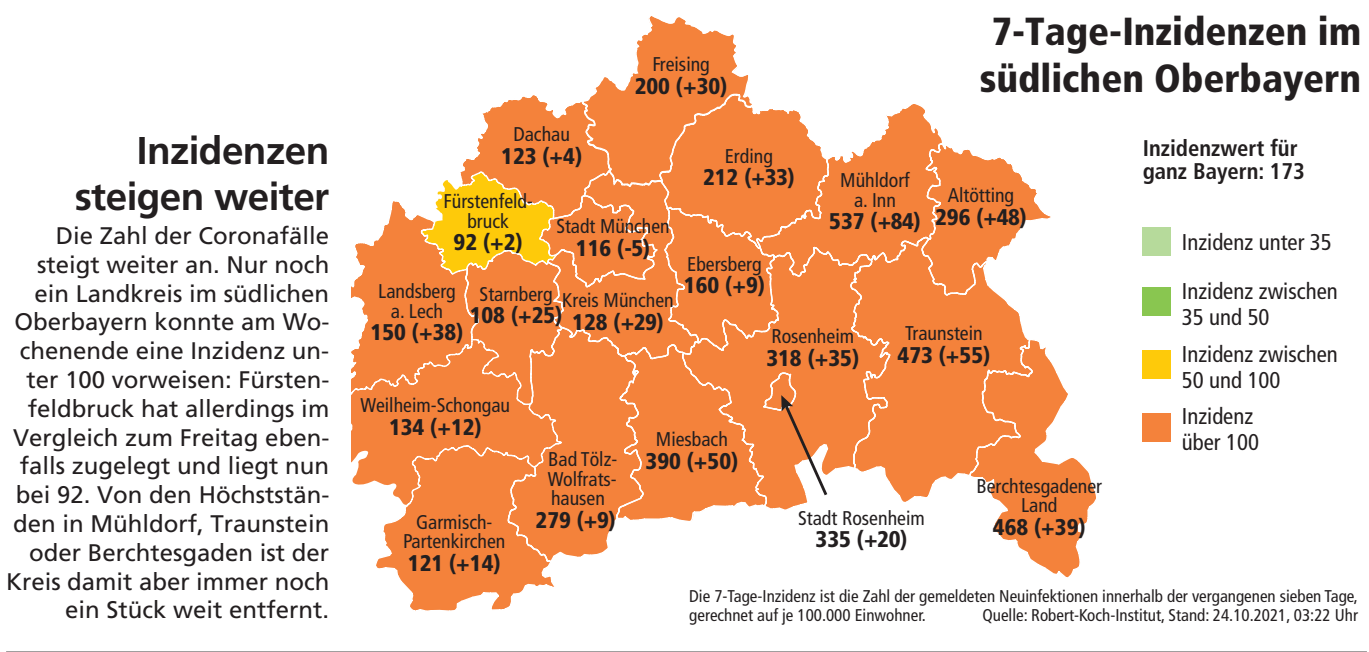 7-Tage-Inzidenzen im
südlichen Oberbayern
Inzidenzen
steigen weiter
Die Zahl der Coronafälle
steigt weiter an. Nur noch
ein Landkreis im südlichen
Oberbayern konnte am Wo-
chenende eine Inzidenz un-
ter 100 vorweisen: Fürsten-
feldbruck hat allerdings im
Vergleich zum Freitag eben-
falls zugelegt und liegt nun
bei 92. Von den Höchststän-
den in Mühldorf, Traunstein
oder Berchtesgaden ist der
Kreis damit aber immer noch
ein Stück weit entfernt.
Freising
200 (+30)
Dachau
123 (+4)
Erding
212 (+33)
Mühldorf
a. Inn
537 (+84)
Altötting
296 (+48)
Fürstenfeld-
bruck
92 (+2)
Stadt München
116 (-5)
Ebersberg
160 (+9)
Landsberg
a. Lech
150 (+38)
Starnberg
108 (+25)
Kreis München
128 (+29)
Rosenheim
318 (+35)
Traunstein
473 (+55)
Weilheim-Schongau
134 (+12)
Miesbach
390 (+50)
Bad Tölz-
Wolfrats-
hausen
279 (+9)
Garmisch-
Partenkirchen
121 (+14)
Stadt Rosenheim
335 (+20)
Berchtesgadener
Land
468 (+39)
Inzidenzwert für
ganz Bayern: 173
Inzidenz unter 35
Inzidenz zwischen
35 und 50
Inzidenz zwischen
50 und 100
Inzidenz
über 100
Die 7-Tage-Inzidenz ist die Zahl der gemeldeten Neuinfektionen innerhalb der vergangenen sieben Tage,
gerechnet auf je 100.000 Einwohner. Quelle: Robert-Koch-Institut, Stand: 24.10.2021, 03:22 Uhr